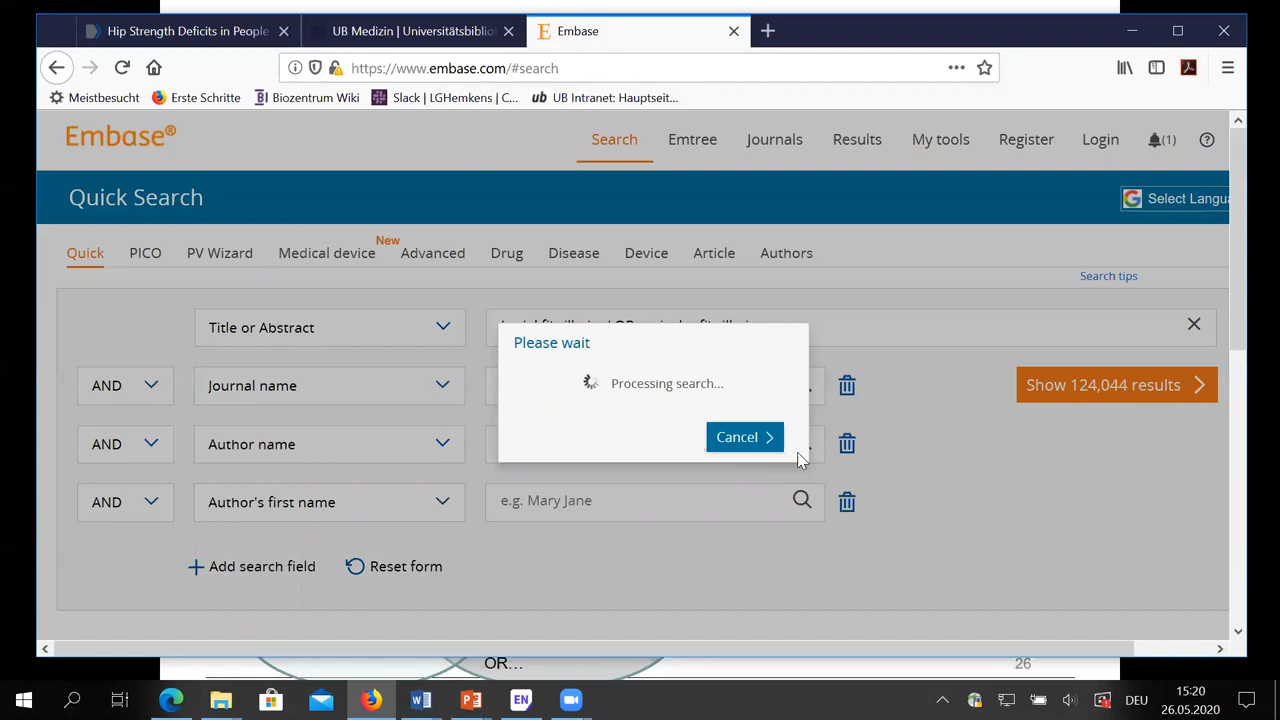 Hip Strength Deficits in People
UB Medizin | Universitätsbibliot
Embase
https://www.embase.com/#search
Meistbesucht
Erste Schritte
Biozentrum Wiki
Slack | LGHemkens | C...
UB Intranet: Hauptseit...
Embase®
Search
Emtree
Journals
Results
My tools
Register
Login
(1)
Quick Search
Select Langu
New
Quick
PICO
PV Wizard
Medical device
Advanced
Drug
Disease
Device
Article
Authors
Search tips
Title or Abstract
AND
Journal name
Please wait
Processing search...
Cancel
Show 124,044 results
AND
Author name
AND
Author's first name
e.g. Mary Jane
Add search field
Reset form
OR...
26
DEU
15:20
26.05.2020